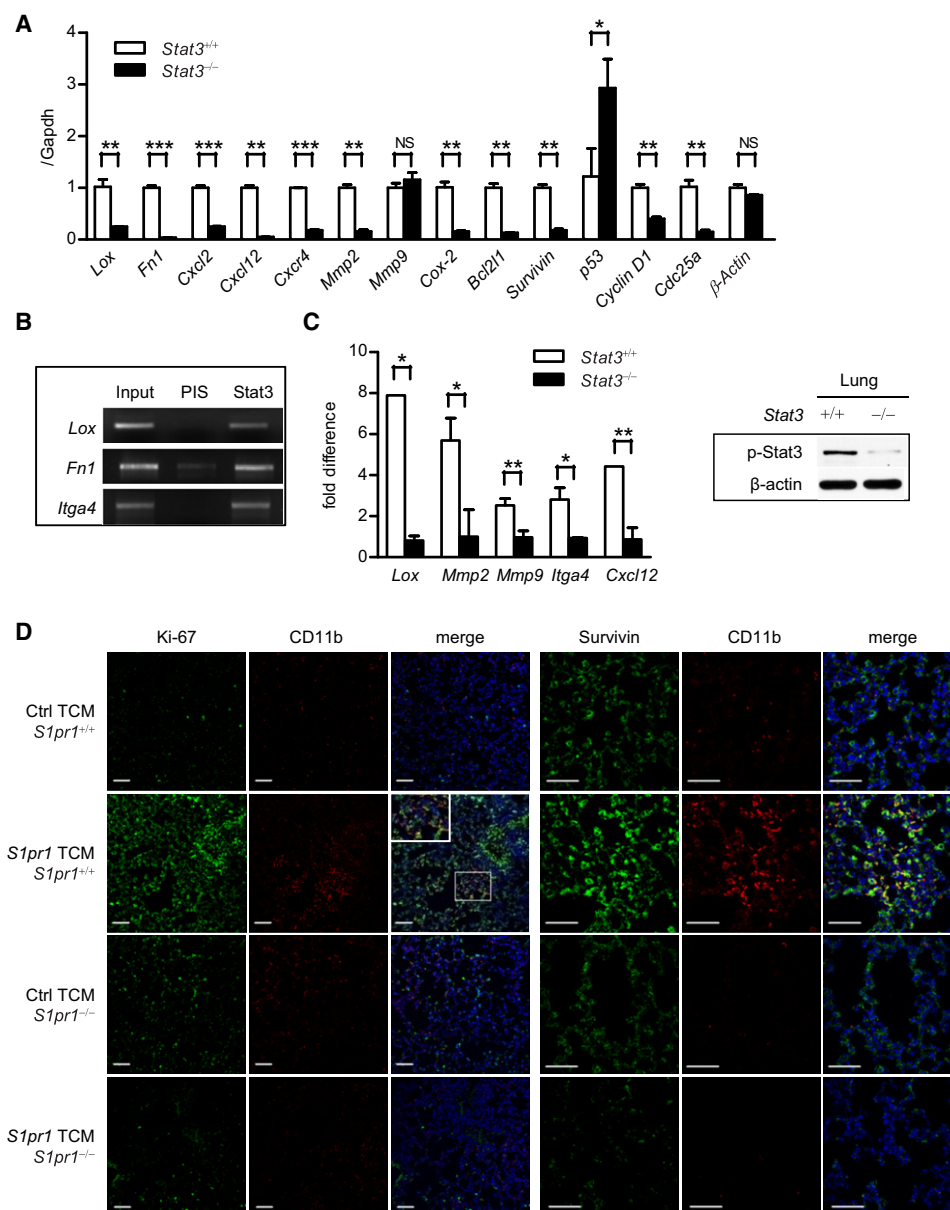 A
/Gapdh
4
3
2
1
0
Stat3+/+
Stat3−/−
** *** *** ** *** ** NS ** ** ** * ** ** NS
Lox Fn1 Cxcl2 Cxcl12 Cxcr4 Mmp2 Mmp9 Cox-2 Bcl2l1 Survivin p53 Cyclin D1 Cdc25a β-Actin
B
Input PIS Stat3
Lox
Fn1
Itga4
C
fold difference
10
8
6
4
2
0
Stat3+/+
Stat3−/−
* * ** * **
Lox Mmp2 Mmp9 Itga4 Cxcl12
Lung
Stat3 +/+ −/−
p-Stat3
β-actin
D
Ki-67 CD11b merge Survivin CD11b merge
Ctrl TCM
S1pr1+/+
S1pr1 TCM
S1pr1+/+
Ctrl TCM
S1pr1−/−
S1pr1 TCM
S1pr1−/−